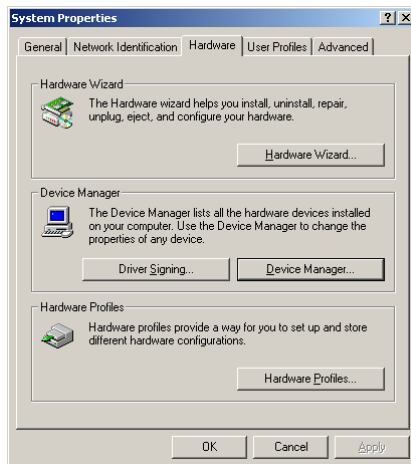 System Properties
General
Network Identification
Hardware
User Profiles
Advanced
Hardware Wizard
The Hardware wizard helps you install, uninstall, repair,
unplug, eject, and configure your hardware.
Hardware Wizard...
Device Manager
The Device Manager lists all the hardware devices installed
on your computer. Use the Device Manager to change the
properties of any device.
Driver Signing...
Device Manager...
Hardware Profiles
Hardware profiles provide a way for you to set up and store
different hardware configurations.
Hardware Profiles...
OK
Cancel
Apply